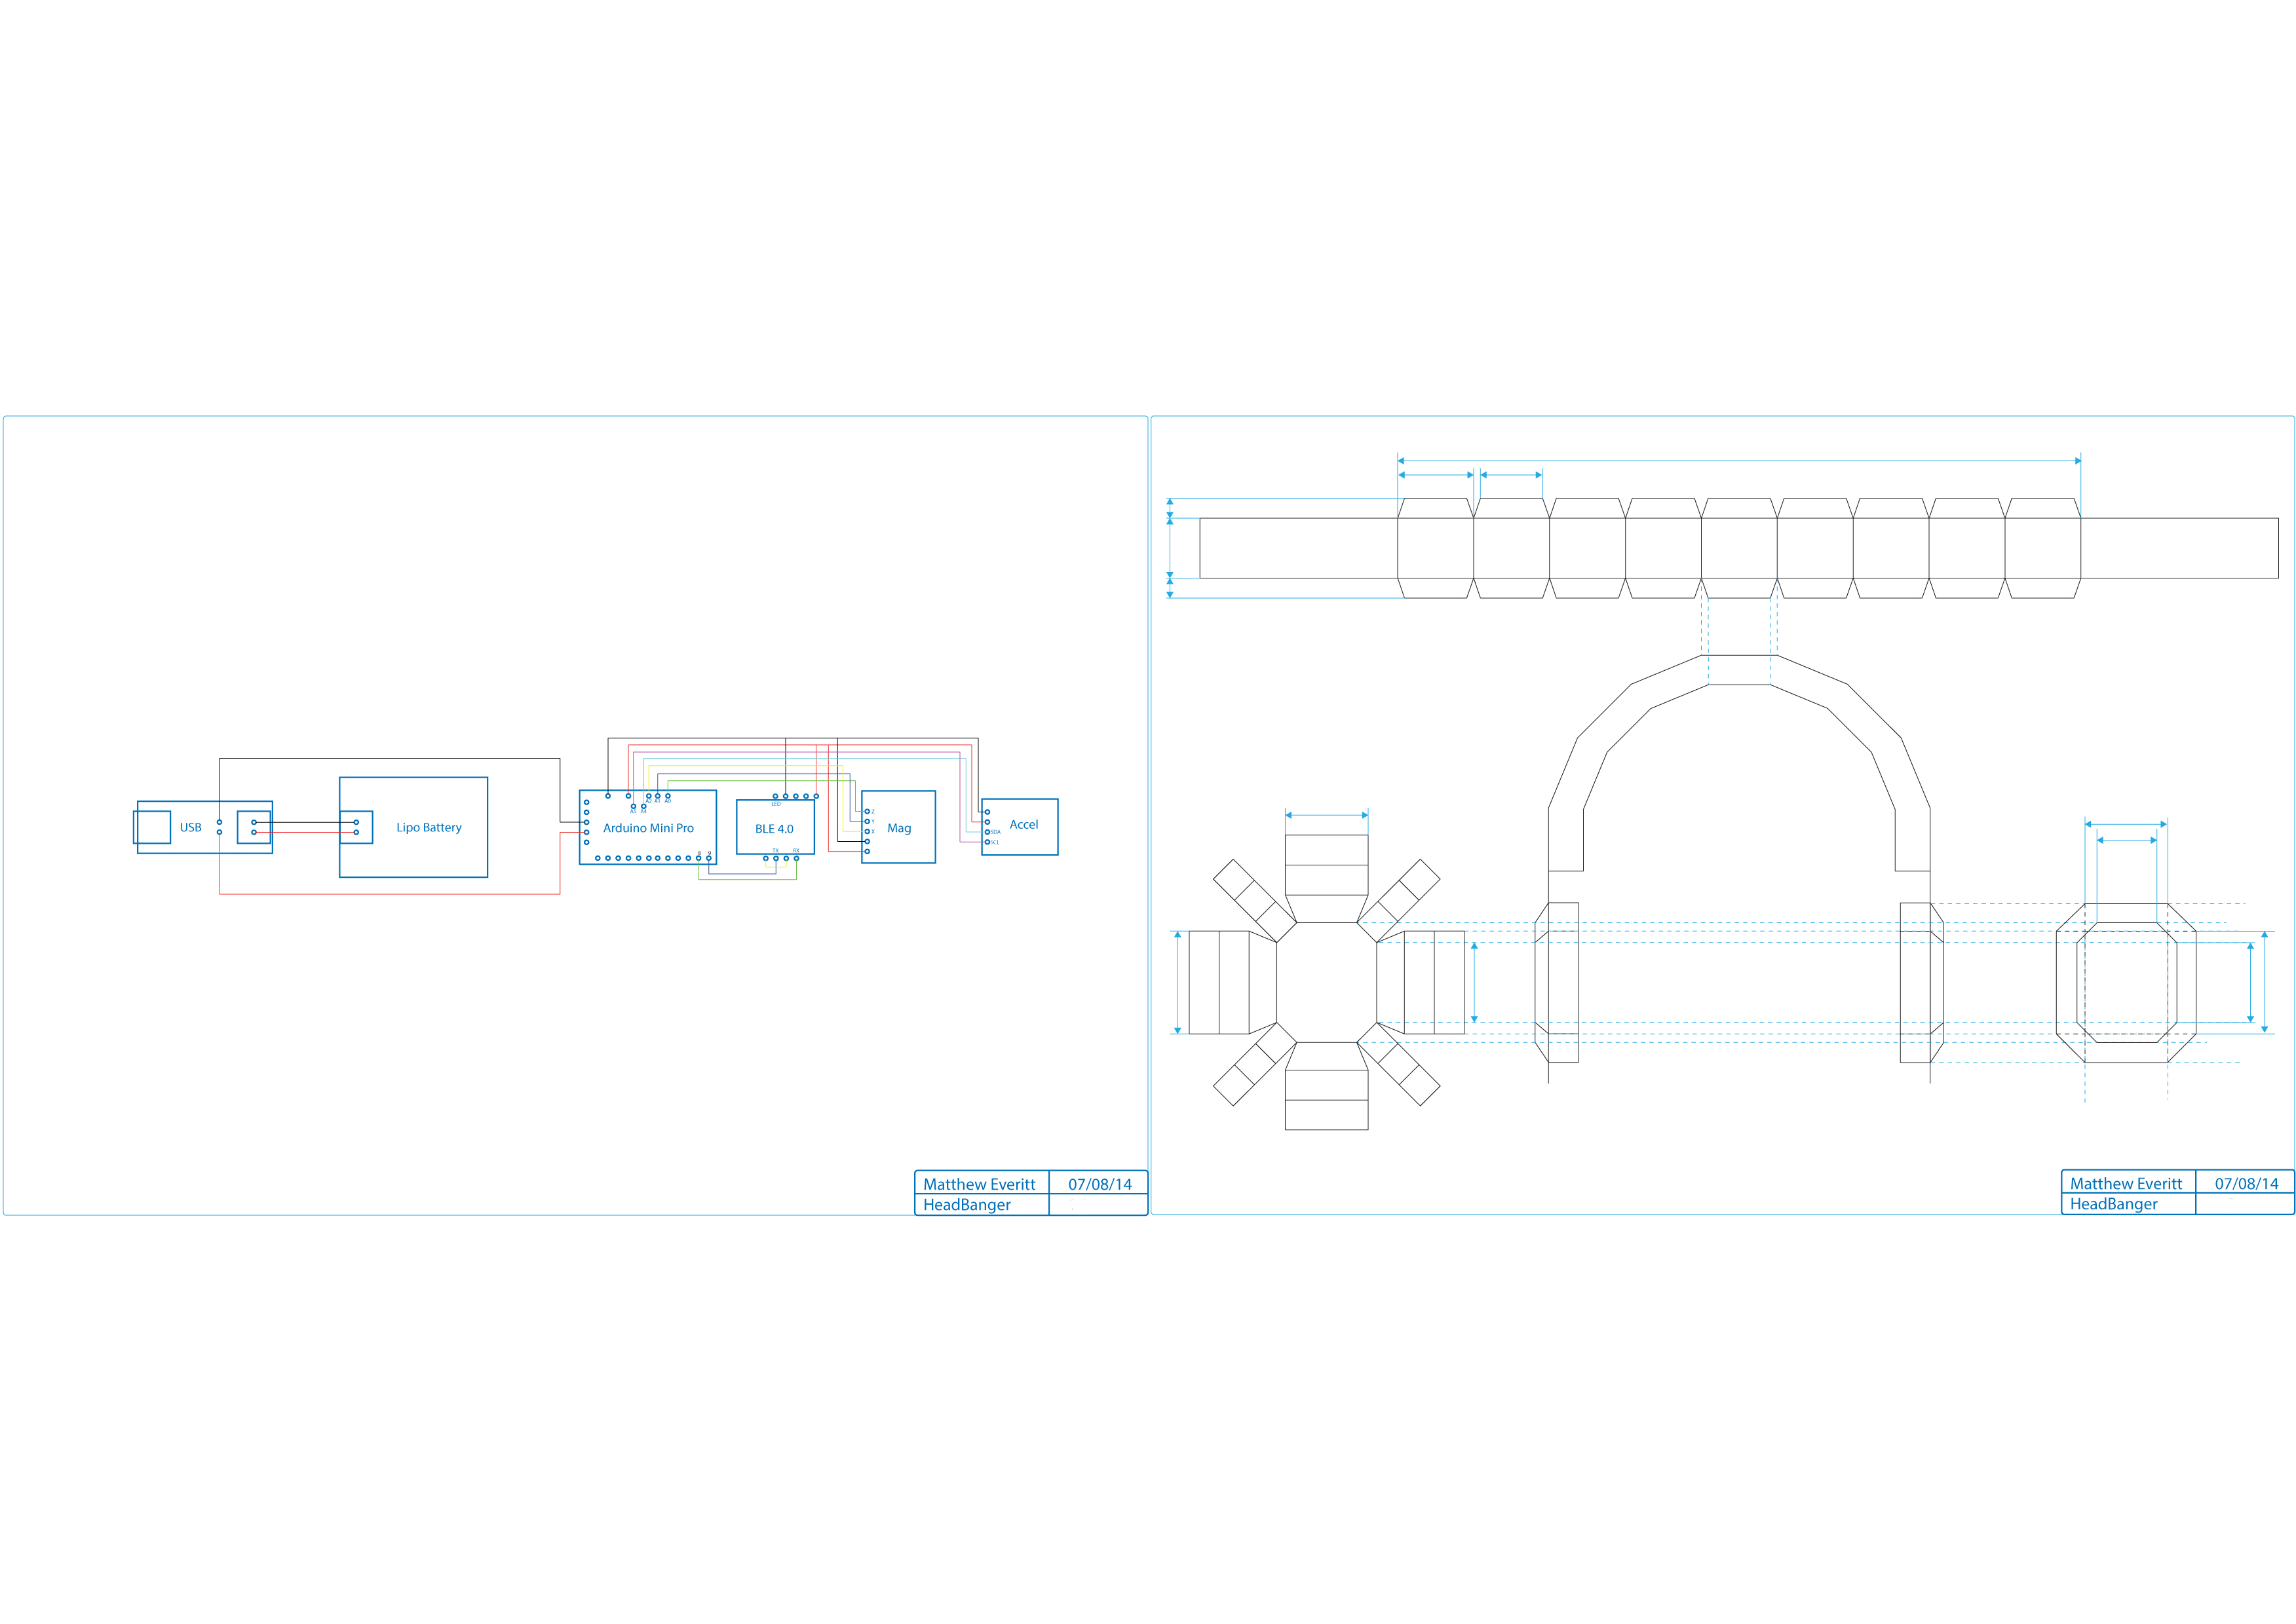 A2 A1 A0
LED
A5 A4
Z
Y
X
USB
Lipo Battery
Arduino Mini Pro
BLE 4.0
Mag
Accel
SDA
SCL
8 9
TX RX
Matthew Everitt 07/08/14
HeadBanger
Matthew Everitt 07/08/14
HeadBanger